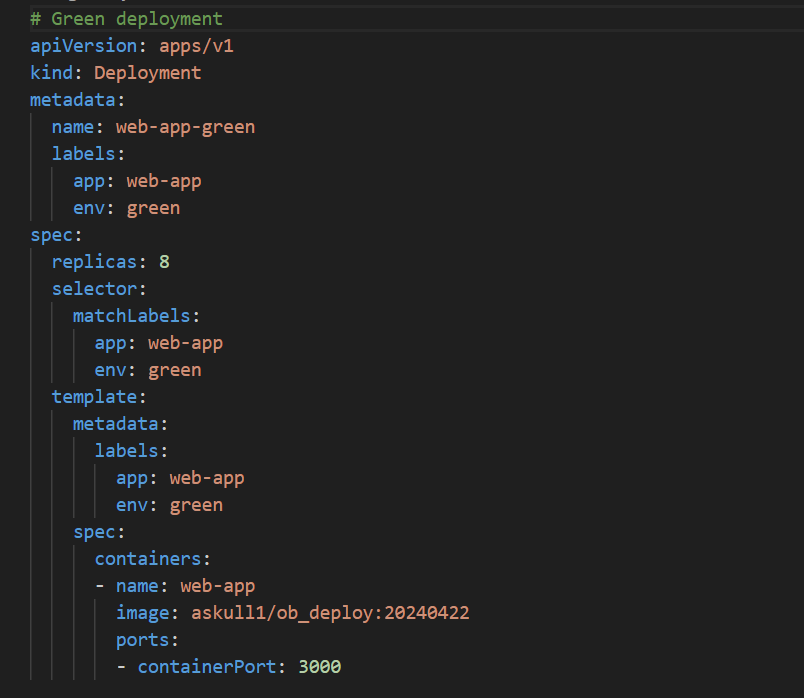 # Green deployment
apiVersion: apps/v1
kind: Deployment
metadata:
  name: web-app-green
  labels:
    app: web-app
    env: green
spec:
  replicas: 8
  selector:
    matchLabels:
      app: web-app
      env: green
  template:
    metadata:
      labels:
        app: web-app
        env: green
    spec:
      containers:
      - name: web-app
        image: askull1/ob_deploy:20240422
        ports:
        - containerPort: 3000